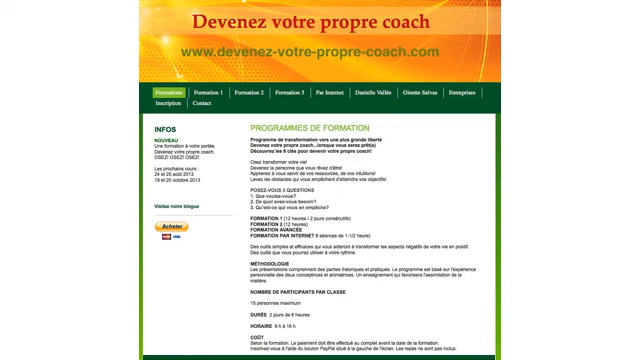 Devenez votre propre coach
www.devenez-votre-propre-coach.com
Formations
Formation 1
Formation 2
Formation 3
Par Internet
Danielle Vallée
Ginette Salvas
Entreprises
Inscription
Contact
INFOS
NOUVEAU
Une formation à votre portée.
Devenez votre propre coach.
OSEZ! OSEZ! OSEZ!
Les prochains cours :
24 et 25 août 2013
19 et 20 octobre 2013
Visitez notre blogue
Acheter
PROGRAMMES DE FORMATION
Programme de transformation vers une plus grande liberté
Devenez votre propre coach...lorsque vous serez prêt(e)
Découvrez les 8 clés pour devenir votre propre coach!
Osez transformer votre vie!
Devenez la personne que vous rêvez d'être!
Apprenez à vous servir de vos ressources, de vos intuitions!
Levez les obstacles qui vous empêchent d'atteindre vos objectifs!
POSEZ-VOUS 3 QUESTIONS
1. Que voulez-vous?
2. De quoi avez-vous besoin?
3. Qu'est-ce qui vous en empêche?
FORMATION 1 (12 heures / 2 jours consécutifs)
FORMATION 2 (12 heures)
FORMATION AVANCÉE
FORMATION PAR INTERNET 8 séances de 1-1/2 heure)
Des outils simples et efficaces qui vous aideront à transformer les aspects négatifs de votre vie en positif.
Des outils que vous pourrez utiliser à votre rythme.
MÉTHODOLOGIE
Les présentations comprennent des parties théoriques et pratiques. Le programme est basé sur l'expérience
personnelle des deux conceptrices et animatrices. Un enseignement qui favorisera l'assimilation de la
matière.
NOMBRE DE PARTICIPANTS PAR CLASSE
15 personnes maximum
DURÉE 2 jours de 6 heures
HORAIRE 9 h à 16 h
COÛT
Selon la formation. Le paiement doit être effectué au complet avant la date de la formation.
Inscrivez-vous à l'aide du bouton PayPal situé à la gauche de l'écran. Les repas ne sont pas inclus.